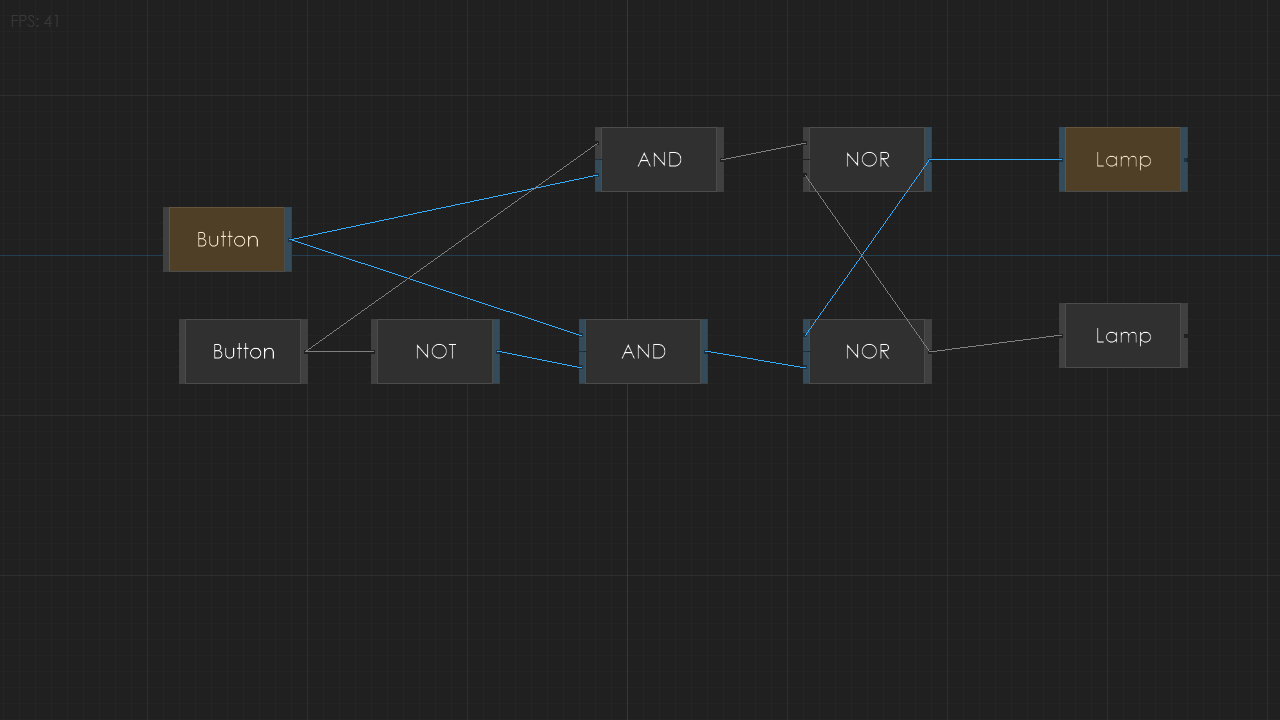 FPS: 41
AND
NOR
Lamp
Button
Button
NOT
AND
NOR
Lamp